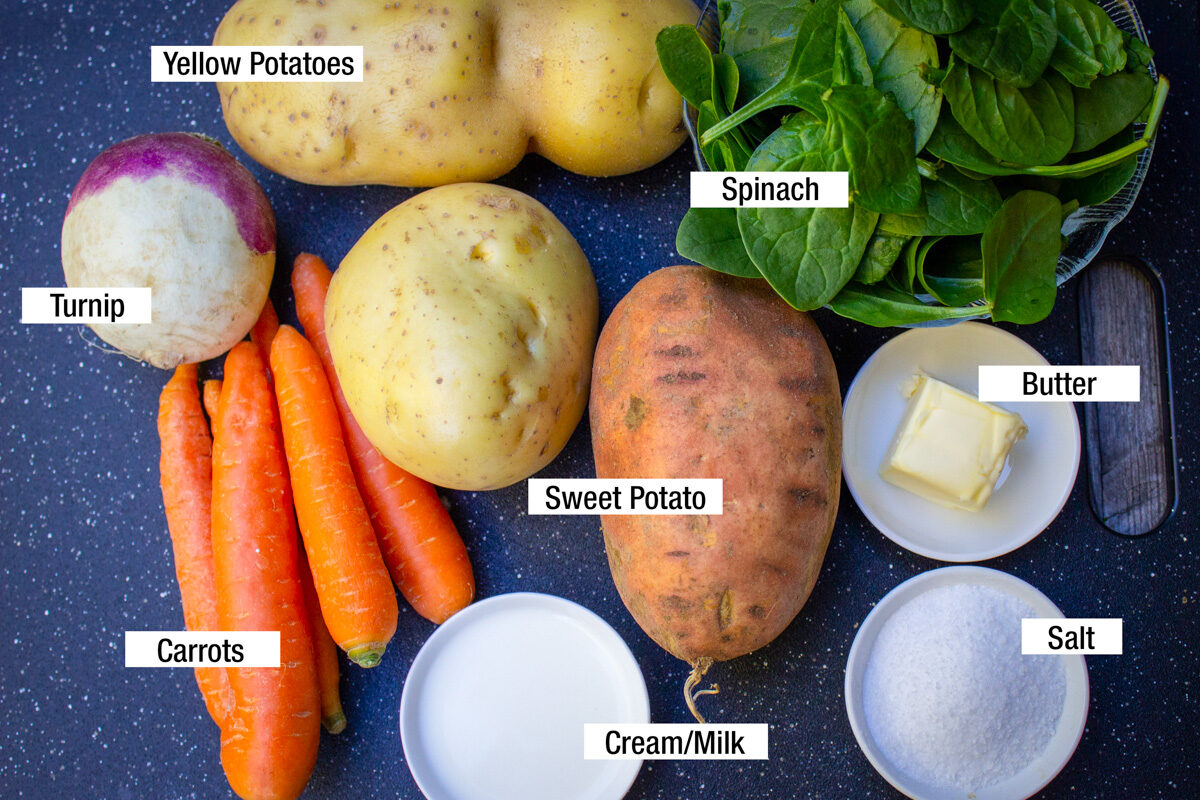 Yellow Potatoes
Spinach
Turnip
Butter
Sweet Potato
Carrots
Salt
Cream/Milk